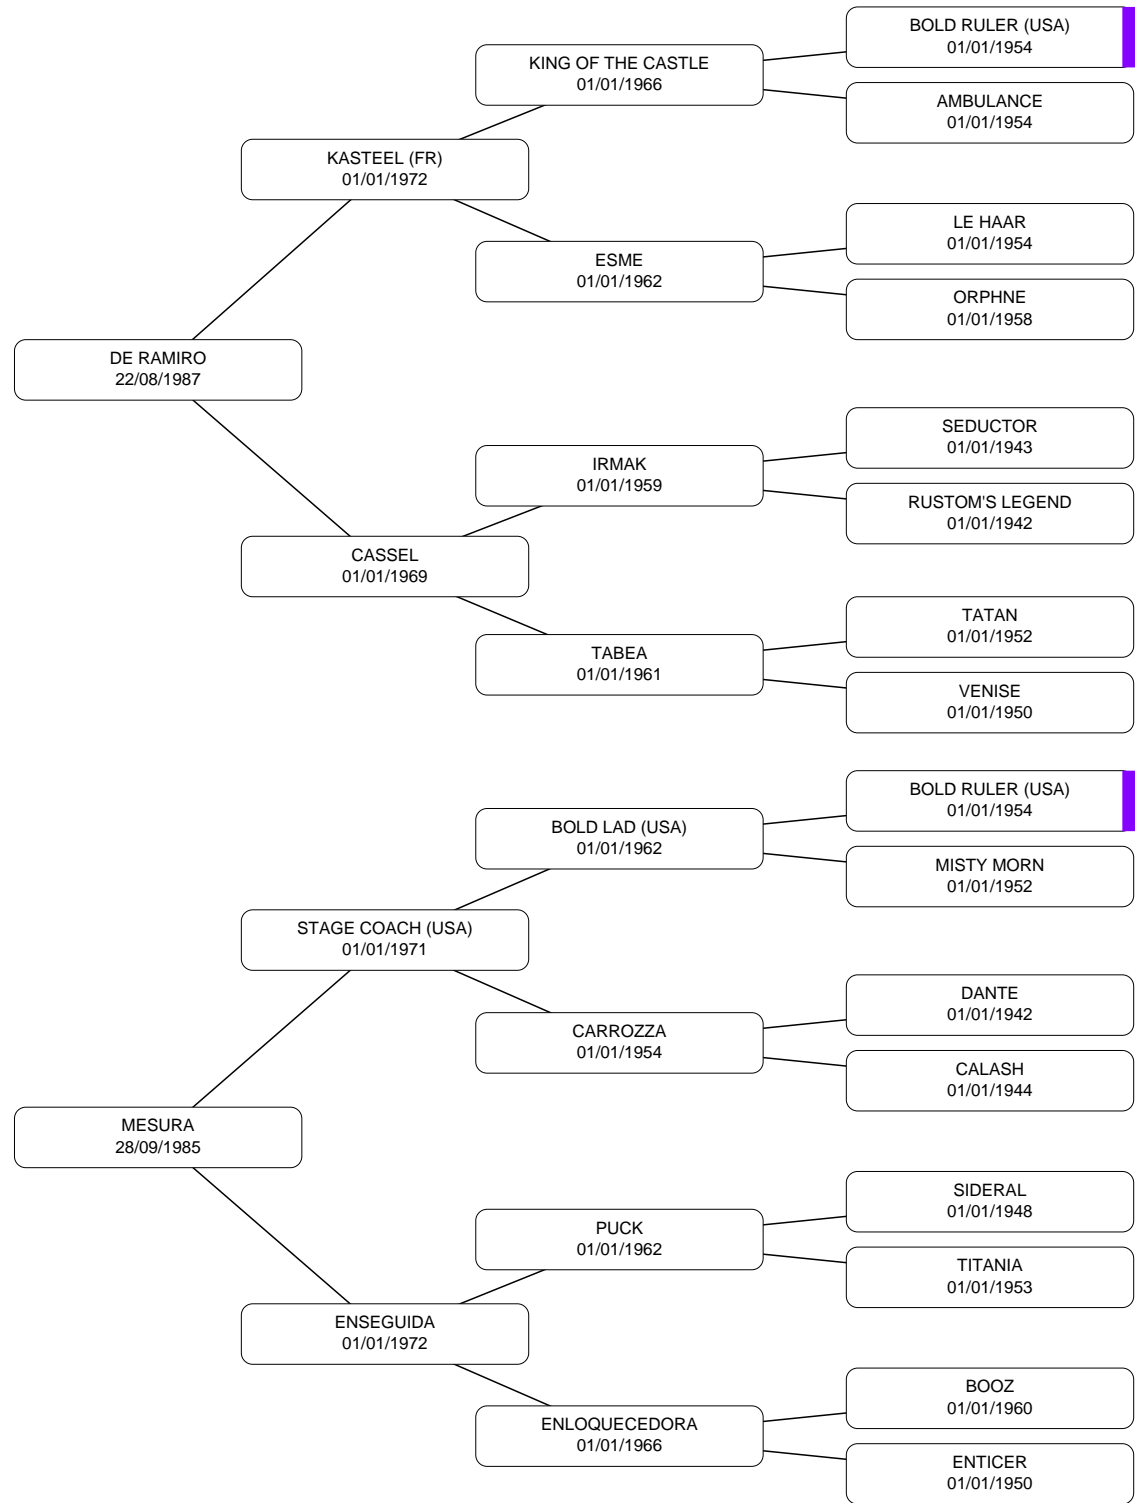 BOLD RULER (USA)
01/01/1954
KING OF THE CASTLE
01/01/1966
AMBULANCE
01/01/1954
KASTEEL (FR)
01/01/1972
LE HAAR
01/01/1954
ESME
01/01/1962
ORPHNE
01/01/1958
DE RAMIRO
22/08/1987
SEDUCTOR
01/01/1943
IRMAK
01/01/1959
RUSTOM'S LEGEND
01/01/1942
CASSEL
01/01/1969
TATAN
01/01/1952
TABEA
01/01/1961
VENISE
01/01/1950
BOLD RULER (USA)
01/01/1954
BOLD LAD (USA)
01/01/1962
MISTY MORN
01/01/1952
STAGE COACH (USA)
01/01/1971
DANTE
01/01/1942
CARROZZA
01/01/1954
CALASH
01/01/1944
MESURA
28/09/1985
SIDERAL
01/01/1948
PUCK
01/01/1962
TITANIA
01/01/1953
ENSEGUIDA
01/01/1972
BOOZ
01/01/1960
ENLOQUECEDORA
01/01/1966
ENTICER
01/01/1950